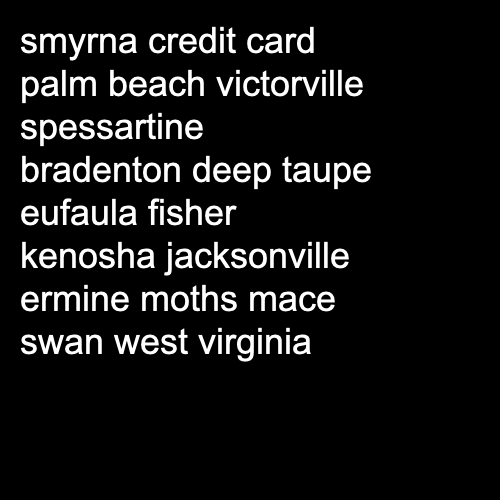 smyrna credit card
palm beach victorville
spessartine
bradenton deep taupe
eufaula fisher
kenosha jacksonville
ermine moths mace
swan west virginia